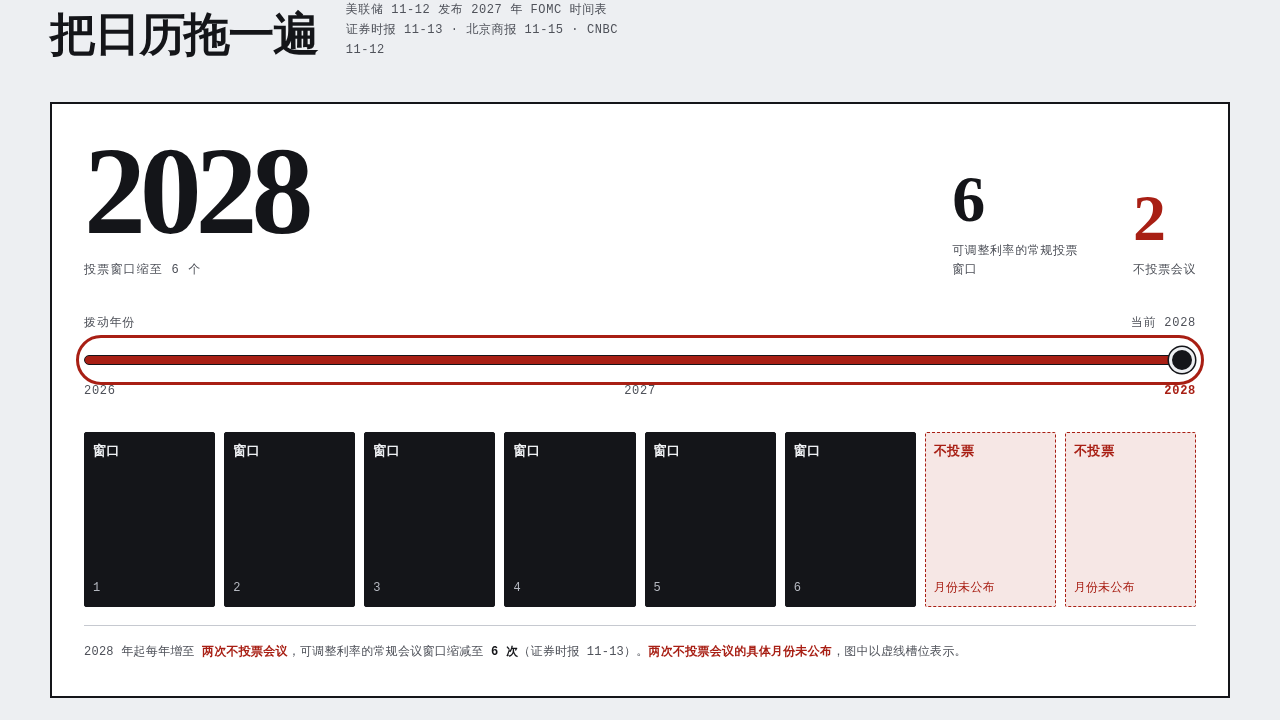 把日历拖一遍
美联储 11-12 发布 2027 年 FOMC 时间表
证券时报 11-13 · 北京商报 11-15 · CNBC
11-12
2028
投票窗口缩至 6 个
6
可调整利率的常规投票
窗口
2
不投票会议
拨动年份
当前 2028
2026
2027
2028
窗口
1
窗口
2
窗口
3
窗口
4
窗口
5
窗口
6
不投票
月份未公布
不投票
月份未公布
2028 年起每年增至 两次不投票会议，可调整利率的常规会议窗口缩减至 6 次（证券时报 11-13）。两次不投票会议的具体月份未公布，图中以虚线槽位表示。